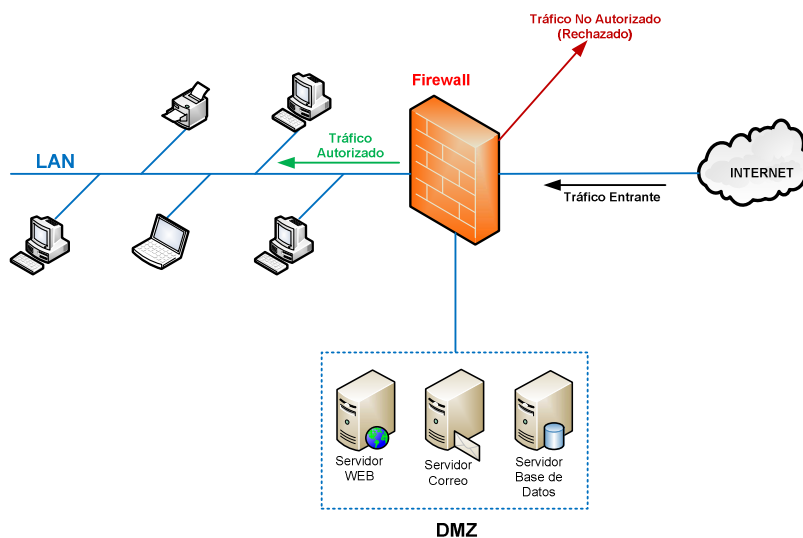 Tráfico No Autorizado
(Rechazado)
Firewall
Tráfico
Autorizado
LAN
INTERNET
Tráfico Entrante
Servidor
WEB
Servidor
Correo
Servidor
Base de
Datos
DMZ